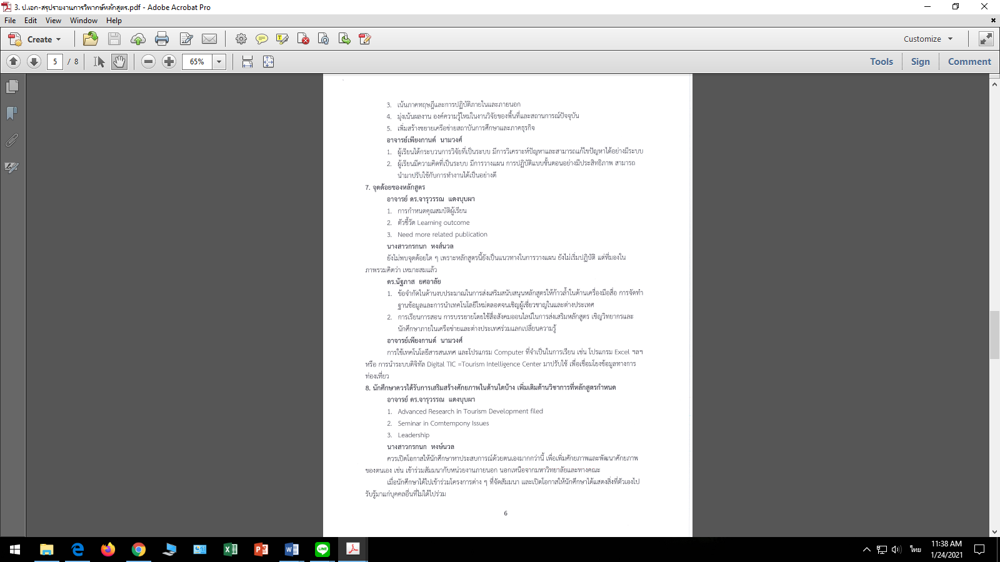 3. ป.เอก-สรุปรายงานการวิพากษ์หลักสูตร.pdf - Adobe Acrobat Pro
File Edit View Window Help
Create Customize
5 / 8 65% Tools Sign Comment
3. เน้นภาคทฤษฎีและการปฏิบัติภายในและภายนอก
4. มุ่งเน้นผลงาน องค์ความรู้ใหม่ในงานวิจัยของพื้นที่และสถานการณ์ปัจจุบัน
5. เพิ่มสร้างขยายเครือข่ายสถาบันการศึกษาและภาคธุรกิจ
อาจารย์เพียงกานต์ นามวงศ์
1. ผู้เรียนได้กระบวนการวิจัยที่เป็นระบบ มีการวิเคราะห์ปัญหาและสามารถแก้ไขปัญหาได้อย่างมีระบบ
2. ผู้เรียนมีความคิดที่เป็นระบบ มีการวางแผน การปฏิบัติแบบขั้นตอนอย่างมีประสิทธิภาพ สามารถ
นำมาปรับใช้กับการทำงานได้เป็นอย่างดี
7. จุดด้อยของหลักสูตร
อาจารย์ ดร.จารุวรรณ แดงบุบผา
1. การกำหนดคุณสมบัติผู้เรียน
2. ตัวชี้วัด Learning outcome
3. Need more related publication
นางสาวกรกนก หงส์นวล
ยังไม่พบจุดด้อยใด ๆ เพราะหลักสูตรนี้ยังเป็นแนวทางในการวางแผน ยังไม่เริ่มปฏิบัติ แต่ที่มองใน
ภาพรวมคิดว่า เหมาะสมแล้ว
ดร.นัฐภาส ยศอาลัย
1. ข้อจำกัดในด้านงบประมาณในการส่งเสริมสนับสนุนหลักสูตรให้ก้าวล้ำในด้านเครื่องมือสื่อ การจัดทำ
ฐานข้อมูลและการนำเทคโนโลยีใหม่ตลอดจนเชิญผู้เชี่ยวชาญในและต่างประเทศ
2. การเรียนการสอน การบรรยายโดยใช้สื่อสังคมออนไลน์ในการส่งเสริมหลักสูตร เชิญวิทยากรและ
นักศึกษาภายในเครือข่ายและต่างประเทศร่วมแลกเปลี่ยนความรู้
อาจารย์เพียงกานต์ นามวงศ์
การใช้เทคโนโลยีสารสนเทศ และโปรแกรม Computer ที่จำเป็นในการเรียน เช่น โปรแกรม Excel ฯลฯ
หรือ การนำระบบดิจิทัล Digital TIC =Tourism Intelligence Center มาปรับใช้ เพื่อเชื่อมโยงข้อมูลทางการ
ท่องเที่ยว
8. นักศึกษาควรได้รับการเสริมสร้างศักยภาพในด้านใดบ้าง เพิ่มเติมด้านวิชาการที่หลักสูตรกำหนด
อาจารย์ ดร.จารุวรรณ แดงบุบผา
1. Advanced Research in Tourism Development filed
2. Seminar in Comtempony Issues
3. Leadership
นางสาวกรกนก หงษ์นวล
ควรเปิดโอกาสให้นักศึกษาหาประสบการณ์ด้วยตนเองมากกว่านี้ เพื่อเพิ่มศักยภาพและพัฒนาศักยภาพ
ของตนเอง เช่น เข้าร่วมสัมมนากับหน่วยงานภายนอก นอกเหนือจากมหาวิทยาลัยและทางคณะ
เมื่อนักศึกษาได้ไปเข้าร่วมโครงการต่าง ๆ ที่จัดสัมมนา และเปิดโอกาสให้นักศึกษาได้แสดงสิ่งที่ตัวเองไป
รับรู้มาแก่บุคคลอื่นที่ไม่ได้ไปร่วม
6
ไทย 11:38 AM
1/24/2021